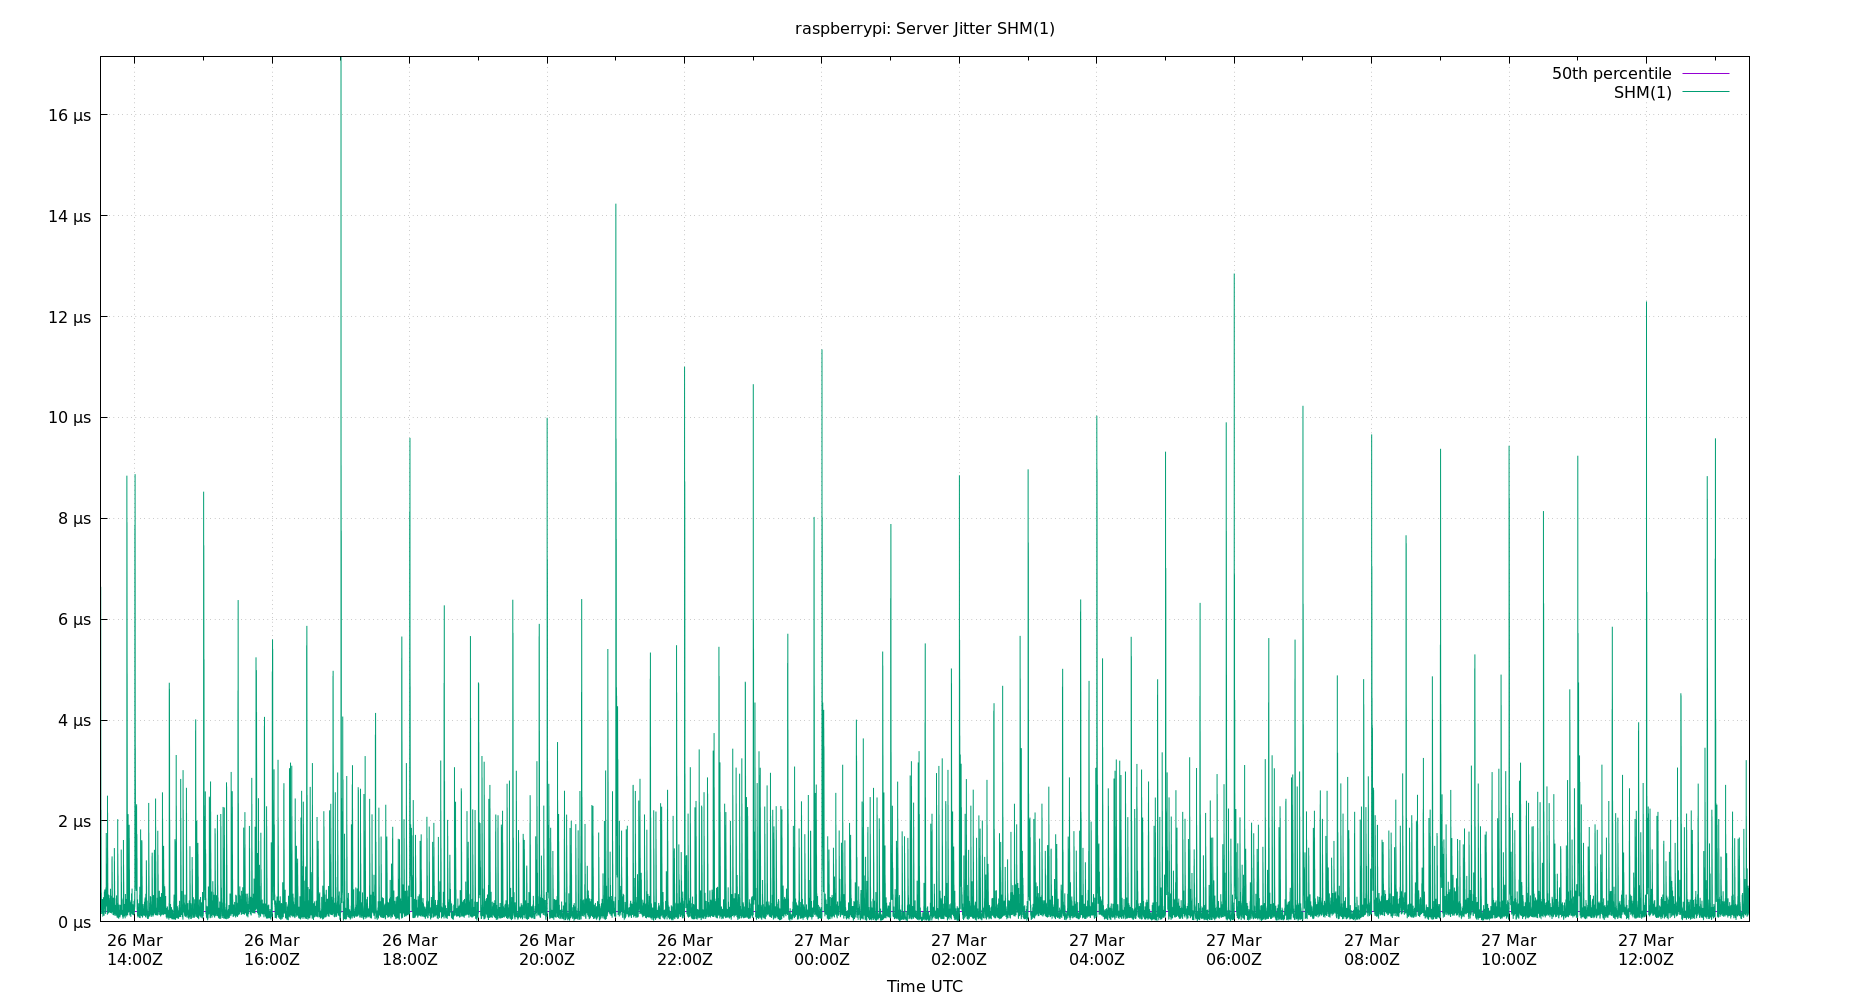 raspberrypi: Server Jitter SHM(1)
50th percentile
SHM(1)
16 µs
14 µs
12 µs
10 µs
8 µs
6 µs
4 µs
2 µs
0 µs
26 Mar 26 Mar 26 Mar 26 Mar 26 Mar 27 Mar 27 Mar 27 Mar 27 Mar 27 Mar 27 Mar 27 Mar
14:00Z 16:00Z 18:00Z 20:00Z 22:00Z 00:00Z 02:00Z 04:00Z 06:00Z 08:00Z 10:00Z 12:00Z
Time UTC